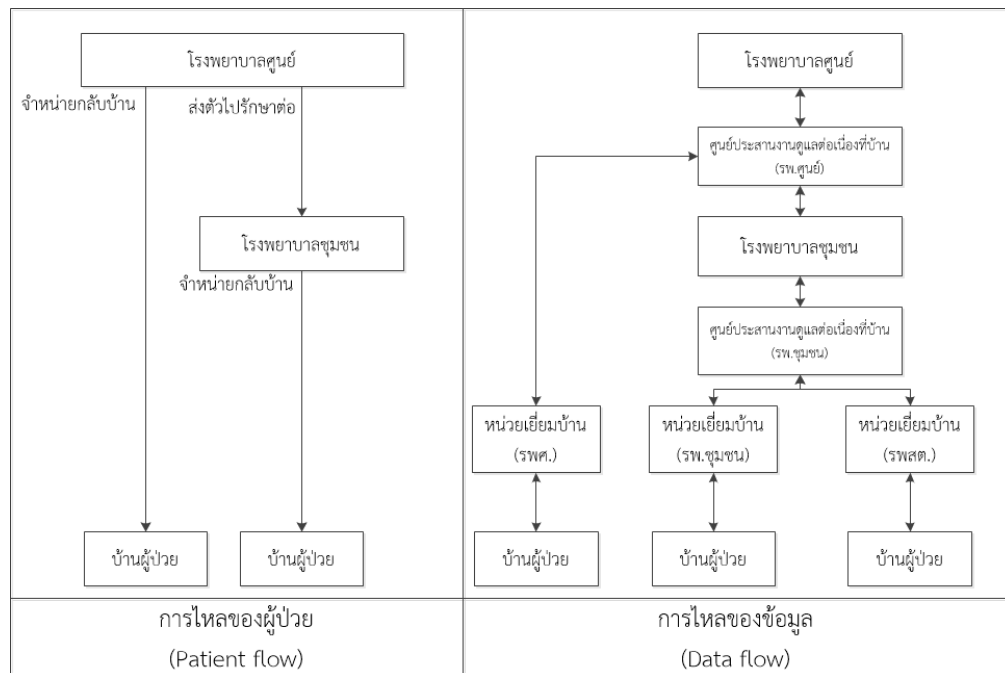 โรงพยาบาลศูนย์
จำหน่ายกลับบ้าน
ส่งตัวไปรักษาต่อ
โรงพยาบาลชุมชน
จำหน่ายกลับบ้าน
บ้านผู้ป่วย
บ้านผู้ป่วย
การไหลของผู้ป่วย
(Patient flow)
โรงพยาบาลศูนย์
ศูนย์ประสานงานดูแลต่อเนื่องที่บ้าน
(รพ.ศูนย์)
โรงพยาบาลชุมชน
ศูนย์ประสานงานดูแลต่อเนื่องที่บ้าน
(รพ.ชุมชน)
หน่วยเยี่ยมบ้าน
(รพศ.)
หน่วยเยี่ยมบ้าน
(รพ.ชุมชน)
หน่วยเยี่ยมบ้าน
(รพสต.)
บ้านผู้ป่วย
บ้านผู้ป่วย
บ้านผู้ป่วย
การไหลของข้อมูล
(Data flow)